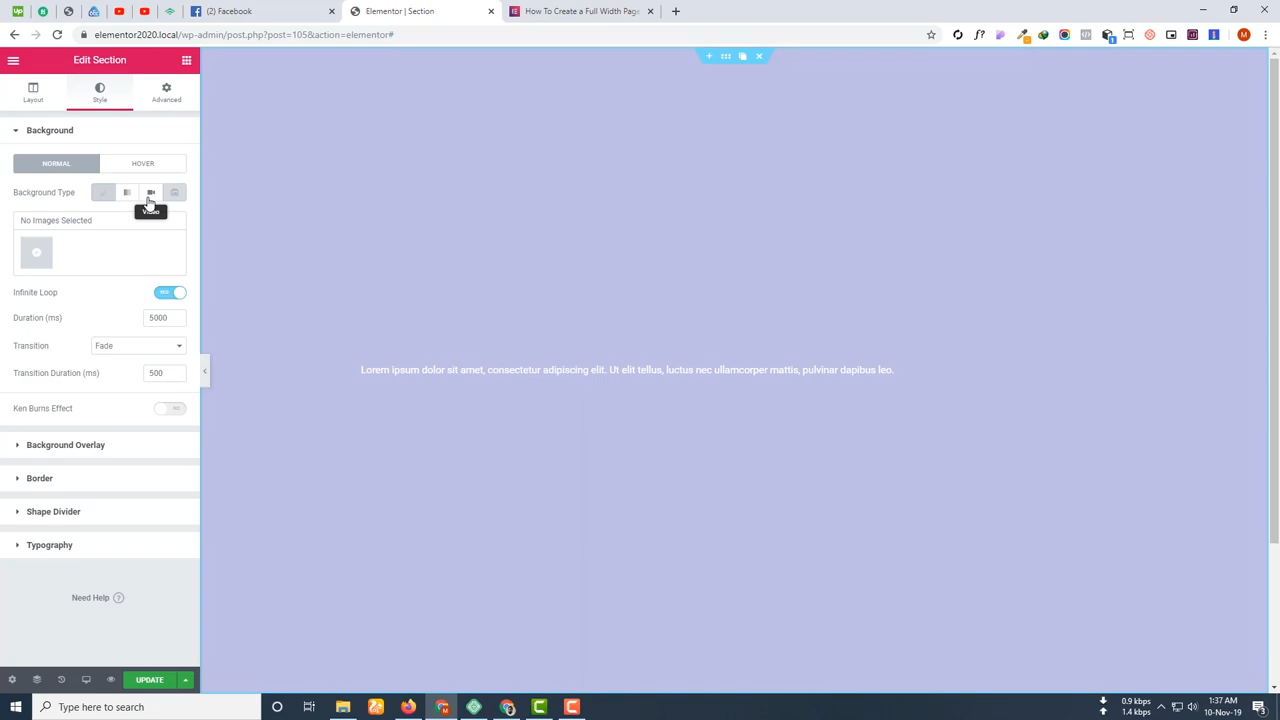 (2) Facebook
Elementor | Section
How To Create a Full Width Page
elementor2020.local/wp-admin/post.php?post=105&action=elementor#
Edit Section
Layout
Style
Advanced
Background
NORMAL
HOVER
Background Type
Video
No Images Selected
Infinite Loop
YES
Duration (ms)
5000
Transition
Fade
Transition Duration (ms)
500
Ken Burns Effect
NO
Background Overlay
Border
Shape Divider
Typography
Need Help
UPDATE
Lorem ipsum dolor sit amet, consectetur adipiscing elit. Ut elit tellus, luctus nec ullamcorper mattis, pulvinar dapibus leo.
Type here to search
0.9 kbps
1.4 kbps
1:37 AM
10-Nov-19